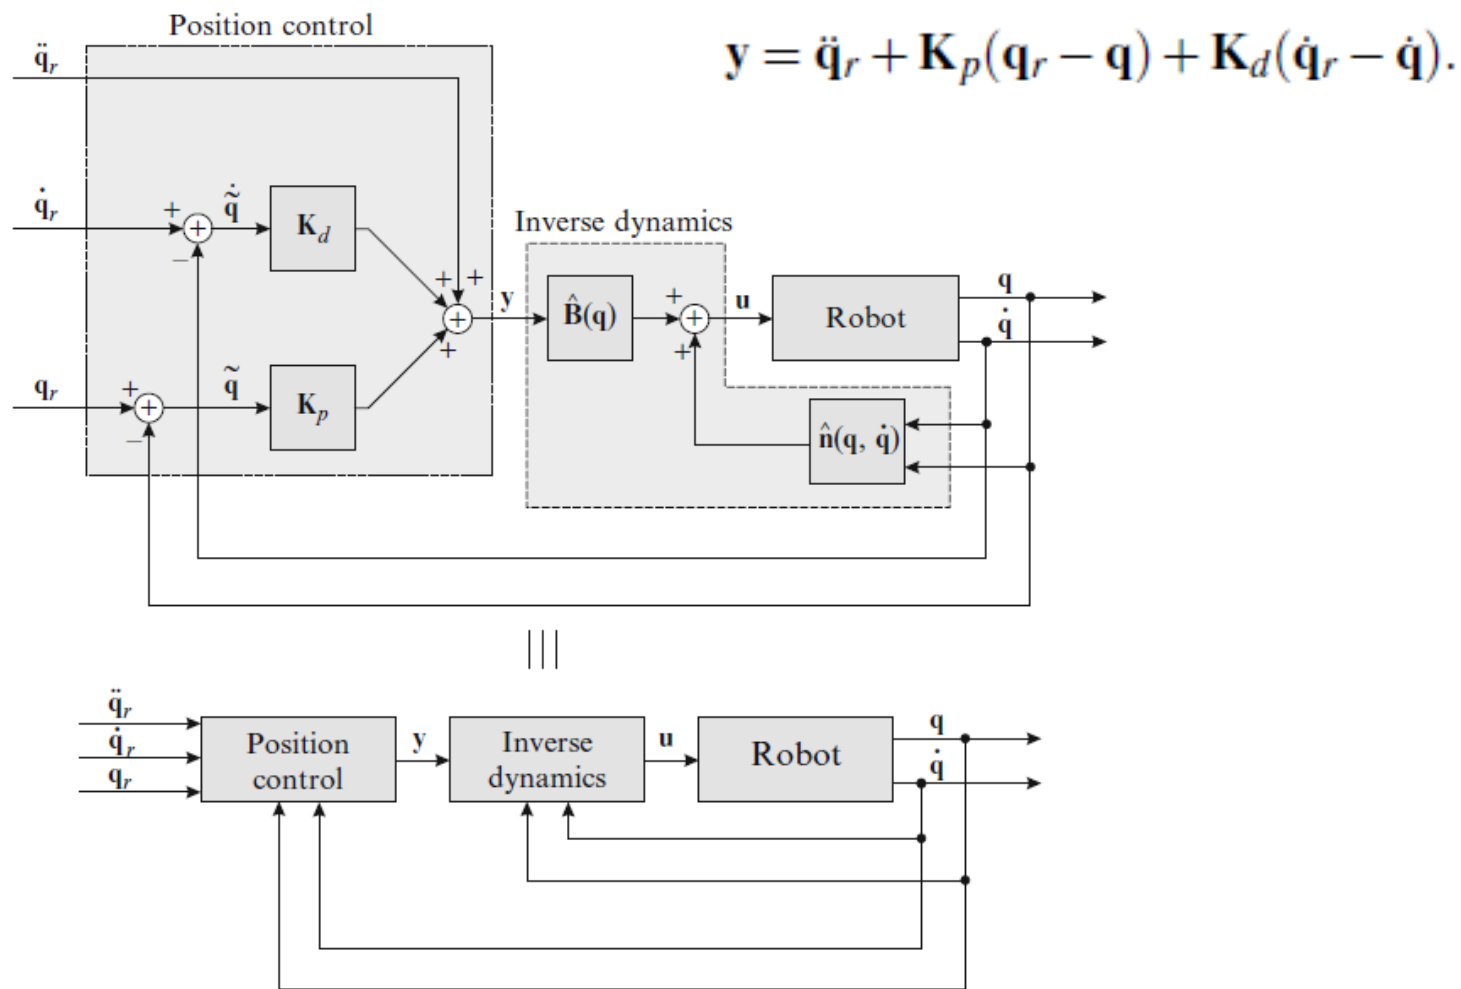 Position control
q̈ᵣ
y = q̈ᵣ + Kₚ(qᵣ − q) + K_d(q̇ᵣ − q̇).
q̇ᵣ
+
+
−
q̃̇
K_d
Inverse dynamics
+ +
+
+
y
B̂(q)
+
+
+
u
Robot
q
q̇
qᵣ
+
+
−
q̃
Kₚ
n̂(q, q̇)
|||
q̈ᵣ
q̇ᵣ
qᵣ
Position
control
y
Inverse
dynamics
u
Robot
q
q̇